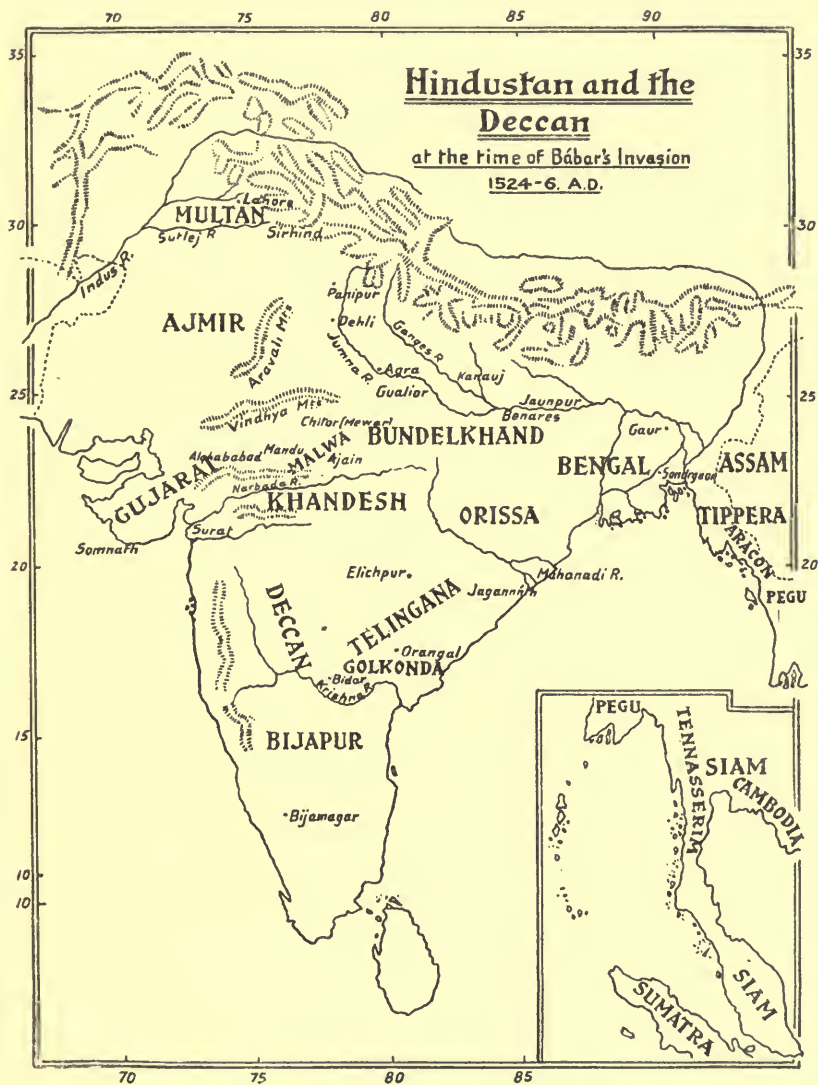 70 75 80 85 90
35 35
Hindustan and the
Deccan
at the time of Bábar's Invasion
1524-6. A.D.
Lahore
MULTAN
30 30
Sutlej R Sirhind
Indus R.
Panipur
AJMIR
Dehli
Aravali Mts
Jumna R.
Ganges R.
Agra
Kanauj
Gualior
25 25
Jaunpur
Benares
Vindhya Mts
Chitor (Mewar)
BUNDELKHAND
Gaur
Mandu
MALWA
Ajain
BENGAL
ASSAM
GUJARAT
Narbada R.
KHANDESH
ORISSA
TIPPERA
ARACON
Surat
Somnath
20 20
Elichpur
Mahanadi R.
Jagannath
PEGU
DECCAN
TELINGANA
Orangal
GOLKONDA
Bidar
Krishna R.
15
BIJAPUR
Bijamagar
10
10
PEGU
TENNASSERIM
SIAM
CAMBODIA
SIAM
SUMATRA
70 75 80 85